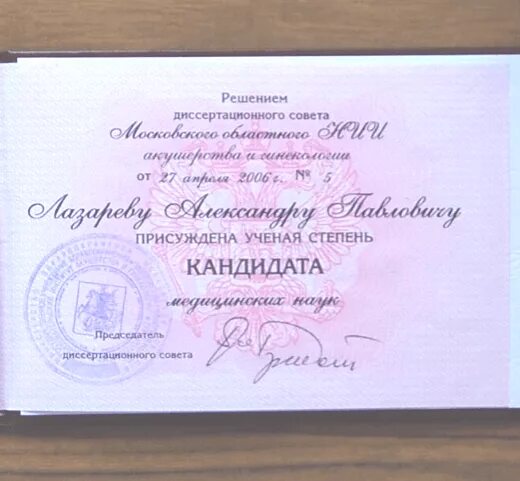 Решением
диссертационного совета
Московского областного НИИ
акушерства и гинекологии
от 27 апреля 2006 г. № 5
Лазареву Александру Павловичу
ПРИСУЖДЕНА УЧЕНАЯ СТЕПЕНЬ
КАНДИДАТА
медицинских наук
Председатель
диссертационного совета